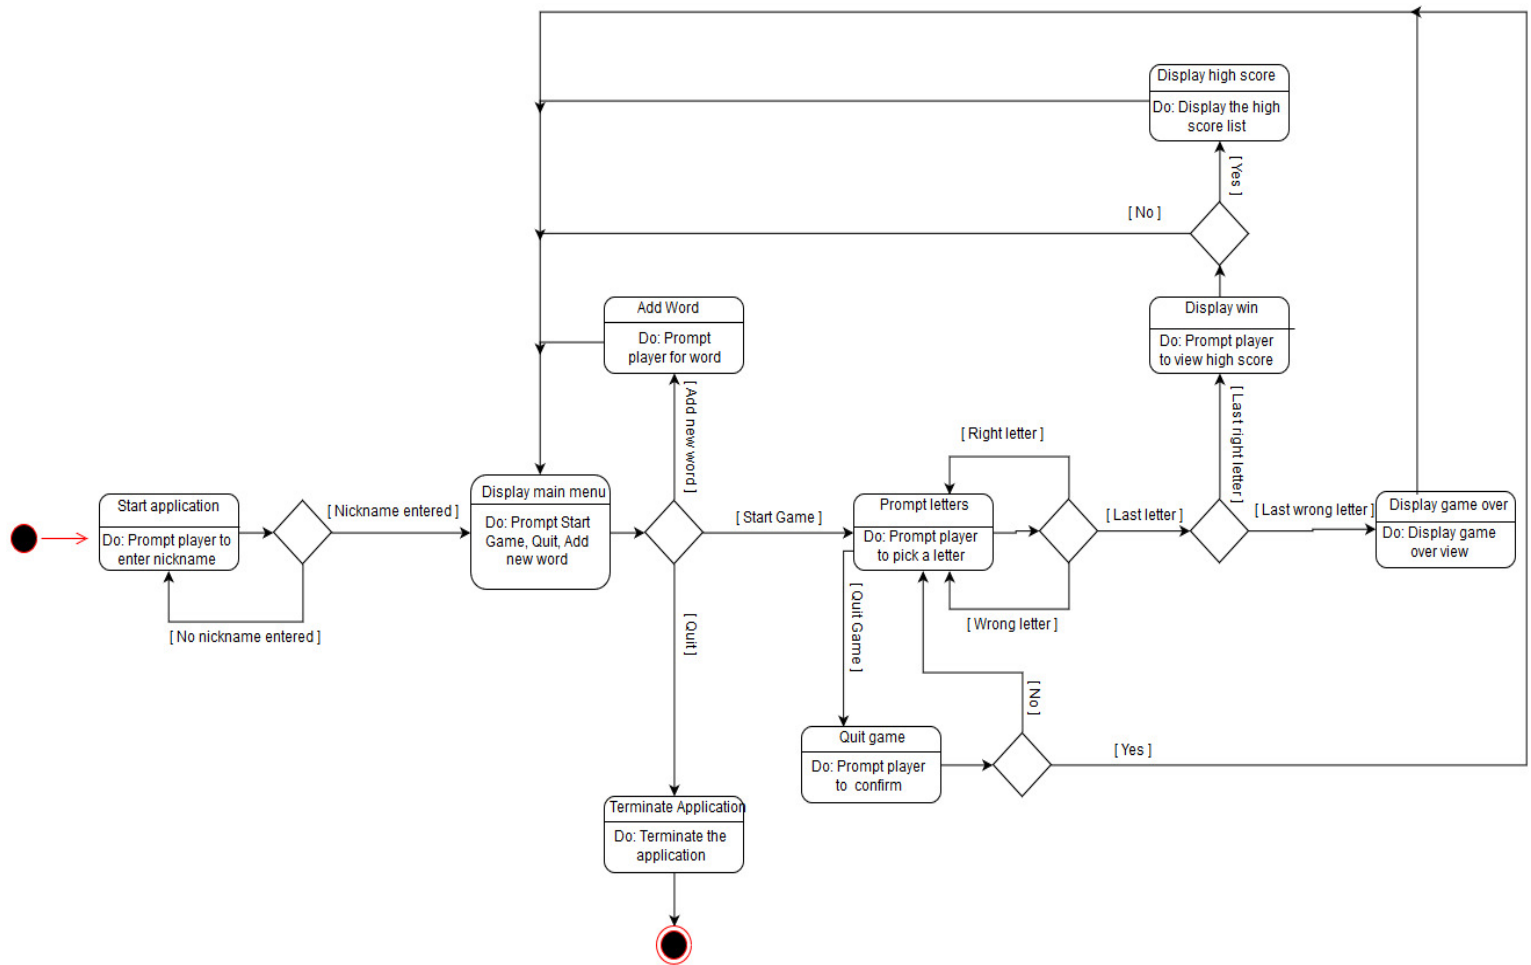 Display high score
Do: Display the high
score list
[ Yes ]
[ No ]
Add Word
Do: Prompt
player for word
Display win
Do: Prompt player
to view high score
[ Add new word ]
[ Last right letter ]
[ Right letter ]
Start application
Do: Prompt player to
enter nickname
[ Nickname entered ]
[ No nickname entered ]
Display main menu
Do: Prompt Start
Game, Quit, Add
new word
[ Start Game ]
Prompt letters
Do: Prompt player
to pick a letter
[ Last letter ]
[ Last wrong letter ]
Display game over
Do: Display game
over view
[ Wrong letter ]
[ Quit ]
[Quit Game ]
[ No ]
Quit game
Do: Prompt player
to confirm
[ Yes ]
Terminate Application
Do: Terminate the
application